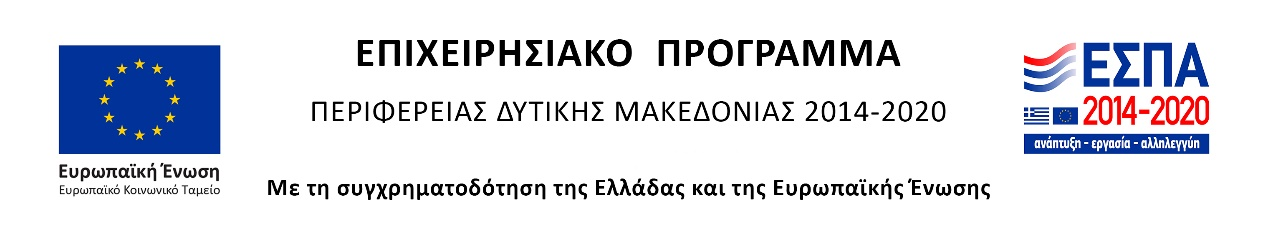 ΕΠΙΧΕΙΡΗΣΙΑΚΟ ΠΡΟΓΡΑΜΜΑ
ΠΕΡΙΦΕΡΕΙΑΣ ΔΥΤΙΚΗΣ ΜΑΚΕΔΟΝΙΑΣ 2014-2020
Με τη συγχρηματοδότηση της Ελλάδας και της Ευρωπαϊκής Ένωσης
Ευρωπαϊκή Ένωση
Ευρωπαϊκό Κοινωνικό Ταμείο
ΕΣΠΑ
2014-2020
ανάπτυξη - εργασία - αλληλεγγύη